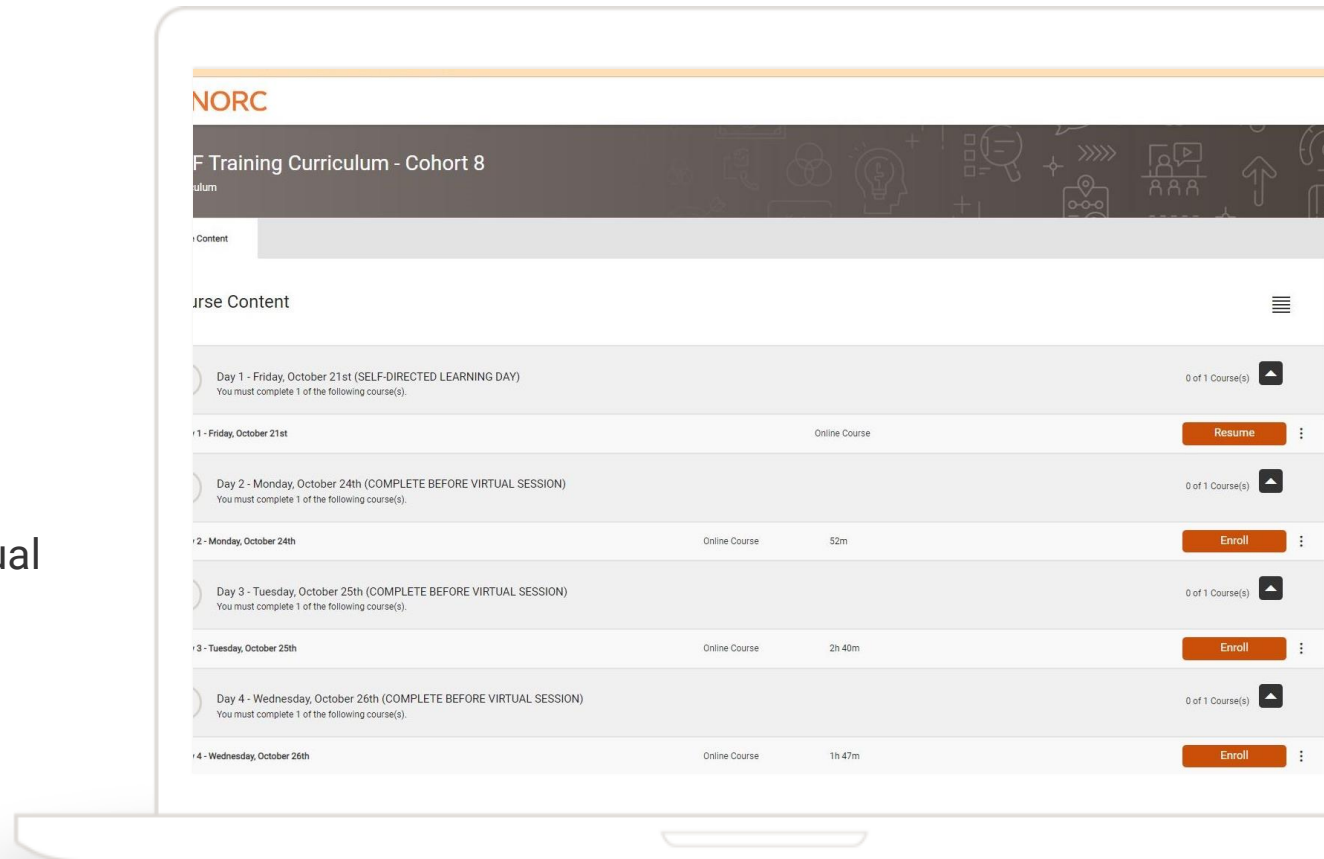 NORC
F Training Curriculum - Cohort 8
ulum
Content
urse Content
Day 1 - Friday, October 21st (SELF-DIRECTED LEARNING DAY)
You must complete 1 of the following course(s).
0 of 1 Course(s)
1 - Friday, October 21st Online Course Resume
Day 2 - Monday, October 24th (COMPLETE BEFORE VIRTUAL SESSION)
You must complete 1 of the following course(s).
0 of 1 Course(s)
2 - Monday, October 24th Online Course 52m Enroll
ual
Day 3 - Tuesday, October 25th (COMPLETE BEFORE VIRTUAL SESSION)
You must complete 1 of the following course(s).
0 of 1 Course(s)
3 - Tuesday, October 25th Online Course 2h 40m Enroll
Day 4 - Wednesday, October 26th (COMPLETE BEFORE VIRTUAL SESSION)
You must complete 1 of the following course(s).
0 of 1 Course(s)
4 - Wednesday, October 26th Online Course 1h 47m Enroll